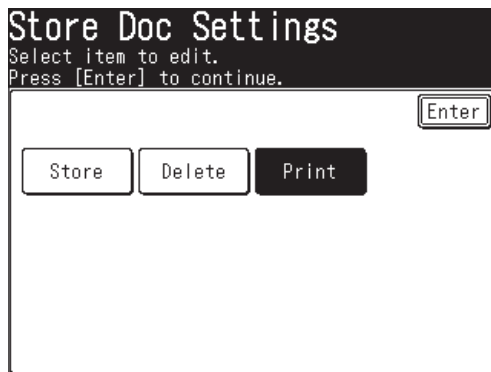 Store Doc Settings
Select item to edit.
Press [Enter] to continue.
Enter
Store Delete Print